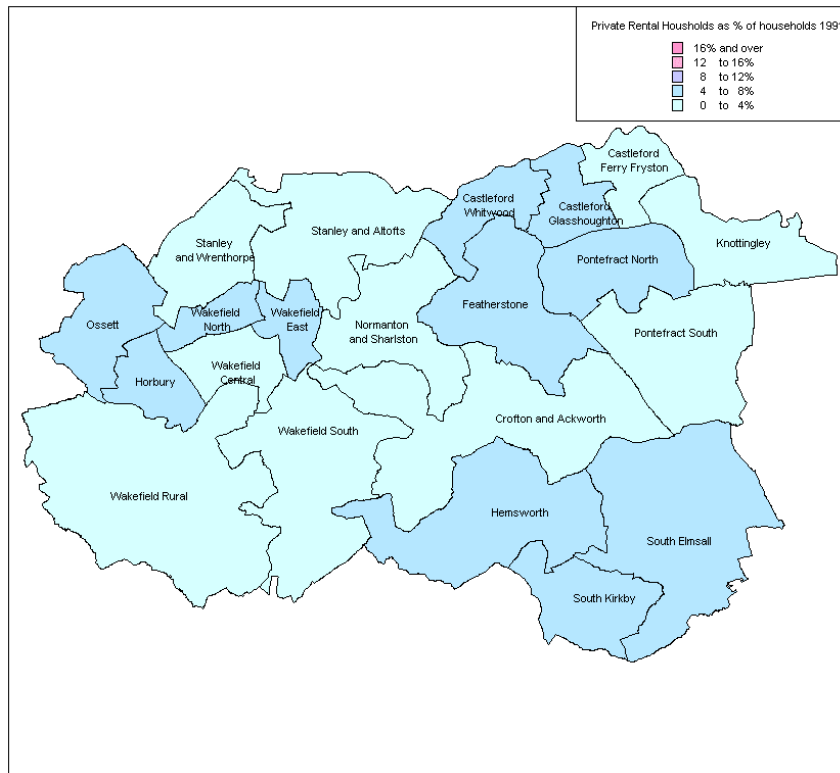 Private Rental Housholds as % of households 1991
16% and over
12 to 16%
8 to 12%
4 to 8%
0 to 4%
Castleford
Ferry Fryston
Castleford
Whitwood
Castleford
Glasshoughton
Stanley
and Wrenthorpe
Stanley and Altofts
Knottingley
Pontefract North
Ossett
Wakefield
North
Wakefield
East
Featherstone
Normanton
and Sharlston
Pontefract South
Horbury
Wakefield
Central
Crofton and Ackworth
Wakefield South
Wakefield Rural
Hemsworth
South Elmsall
South Kirkby